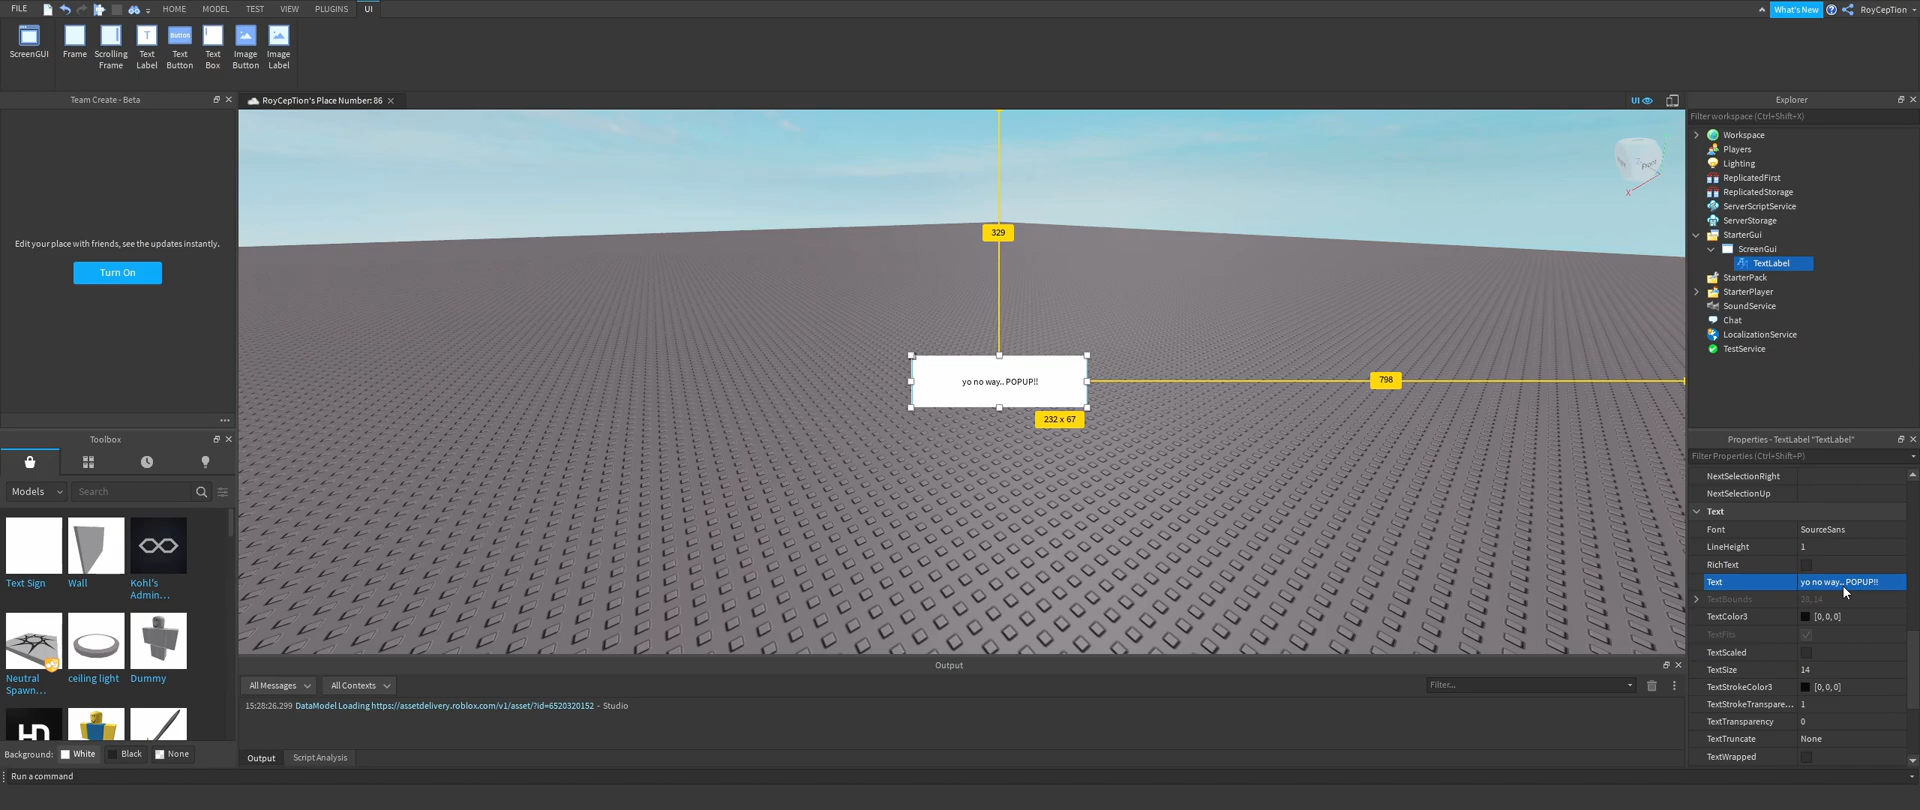 FILE HOME MODEL TEST VIEW PLUGINS UI What's New RoyCepTion
ScreenGUI Frame Scrolling Frame Text Label Text Button Text Box Image Button Image Label
Team Create - Beta
RoyCepTion's Place Number: 86
UI
Explorer
Filter workspace (Ctrl+Shift+X)
Workspace
Players
Lighting
ReplicatedFirst
ReplicatedStorage
ServerScriptService
ServerStorage
StarterGui
ScreenGui
TextLabel
StarterPack
StarterPlayer
SoundService
Chat
LocalizationService
TestService
Edit your place with friends, see the updates instantly.
Turn On
329
yo no way.. POPUP!!
798
232 x 67
X
Toolbox
Models Search
Text Sign Wall Kohl's Admin...
Neutral Spawn... ceiling light Dummy
Background: White Black None
Properties - TextLabel "TextLabel"
Filter Properties (Ctrl+Shift+P)
NextSelectionRight
NextSelectionUp
Text
Font SourceSans
LineHeight 1
RichText
Text yo no way.. POPUP!!
TextBounds 28, 14
TextColor3 [0, 0, 0]
TextFits
TextScaled
TextSize 14
TextStrokeColor3 [0, 0, 0]
TextStrokeTranspare... 1
TextTransparency 0
TextTruncate None
TextWrapped
Output
All Messages All Contexts Filter...
15:28:26.299 DataModel Loading https://assetdelivery.roblox.com/v1/asset/?id=6520320152 - Studio
Output Script Analysis
Run a command